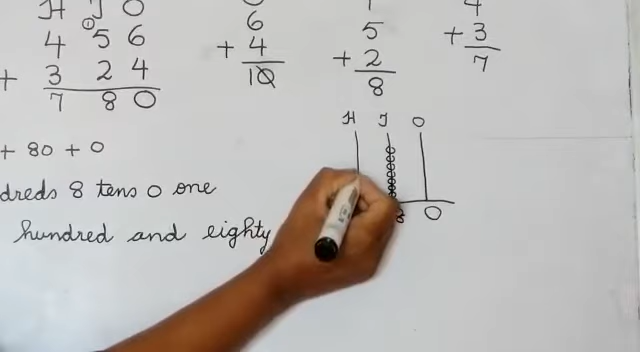 H T O
① 
4 5 6
+ 3 2 4
7 8 0
6
+ 4
10
5
+ 2
8
+ 3
7
+ 80 + 0
dreds 8 tens 0 one
hundred and eighty
H T O
0